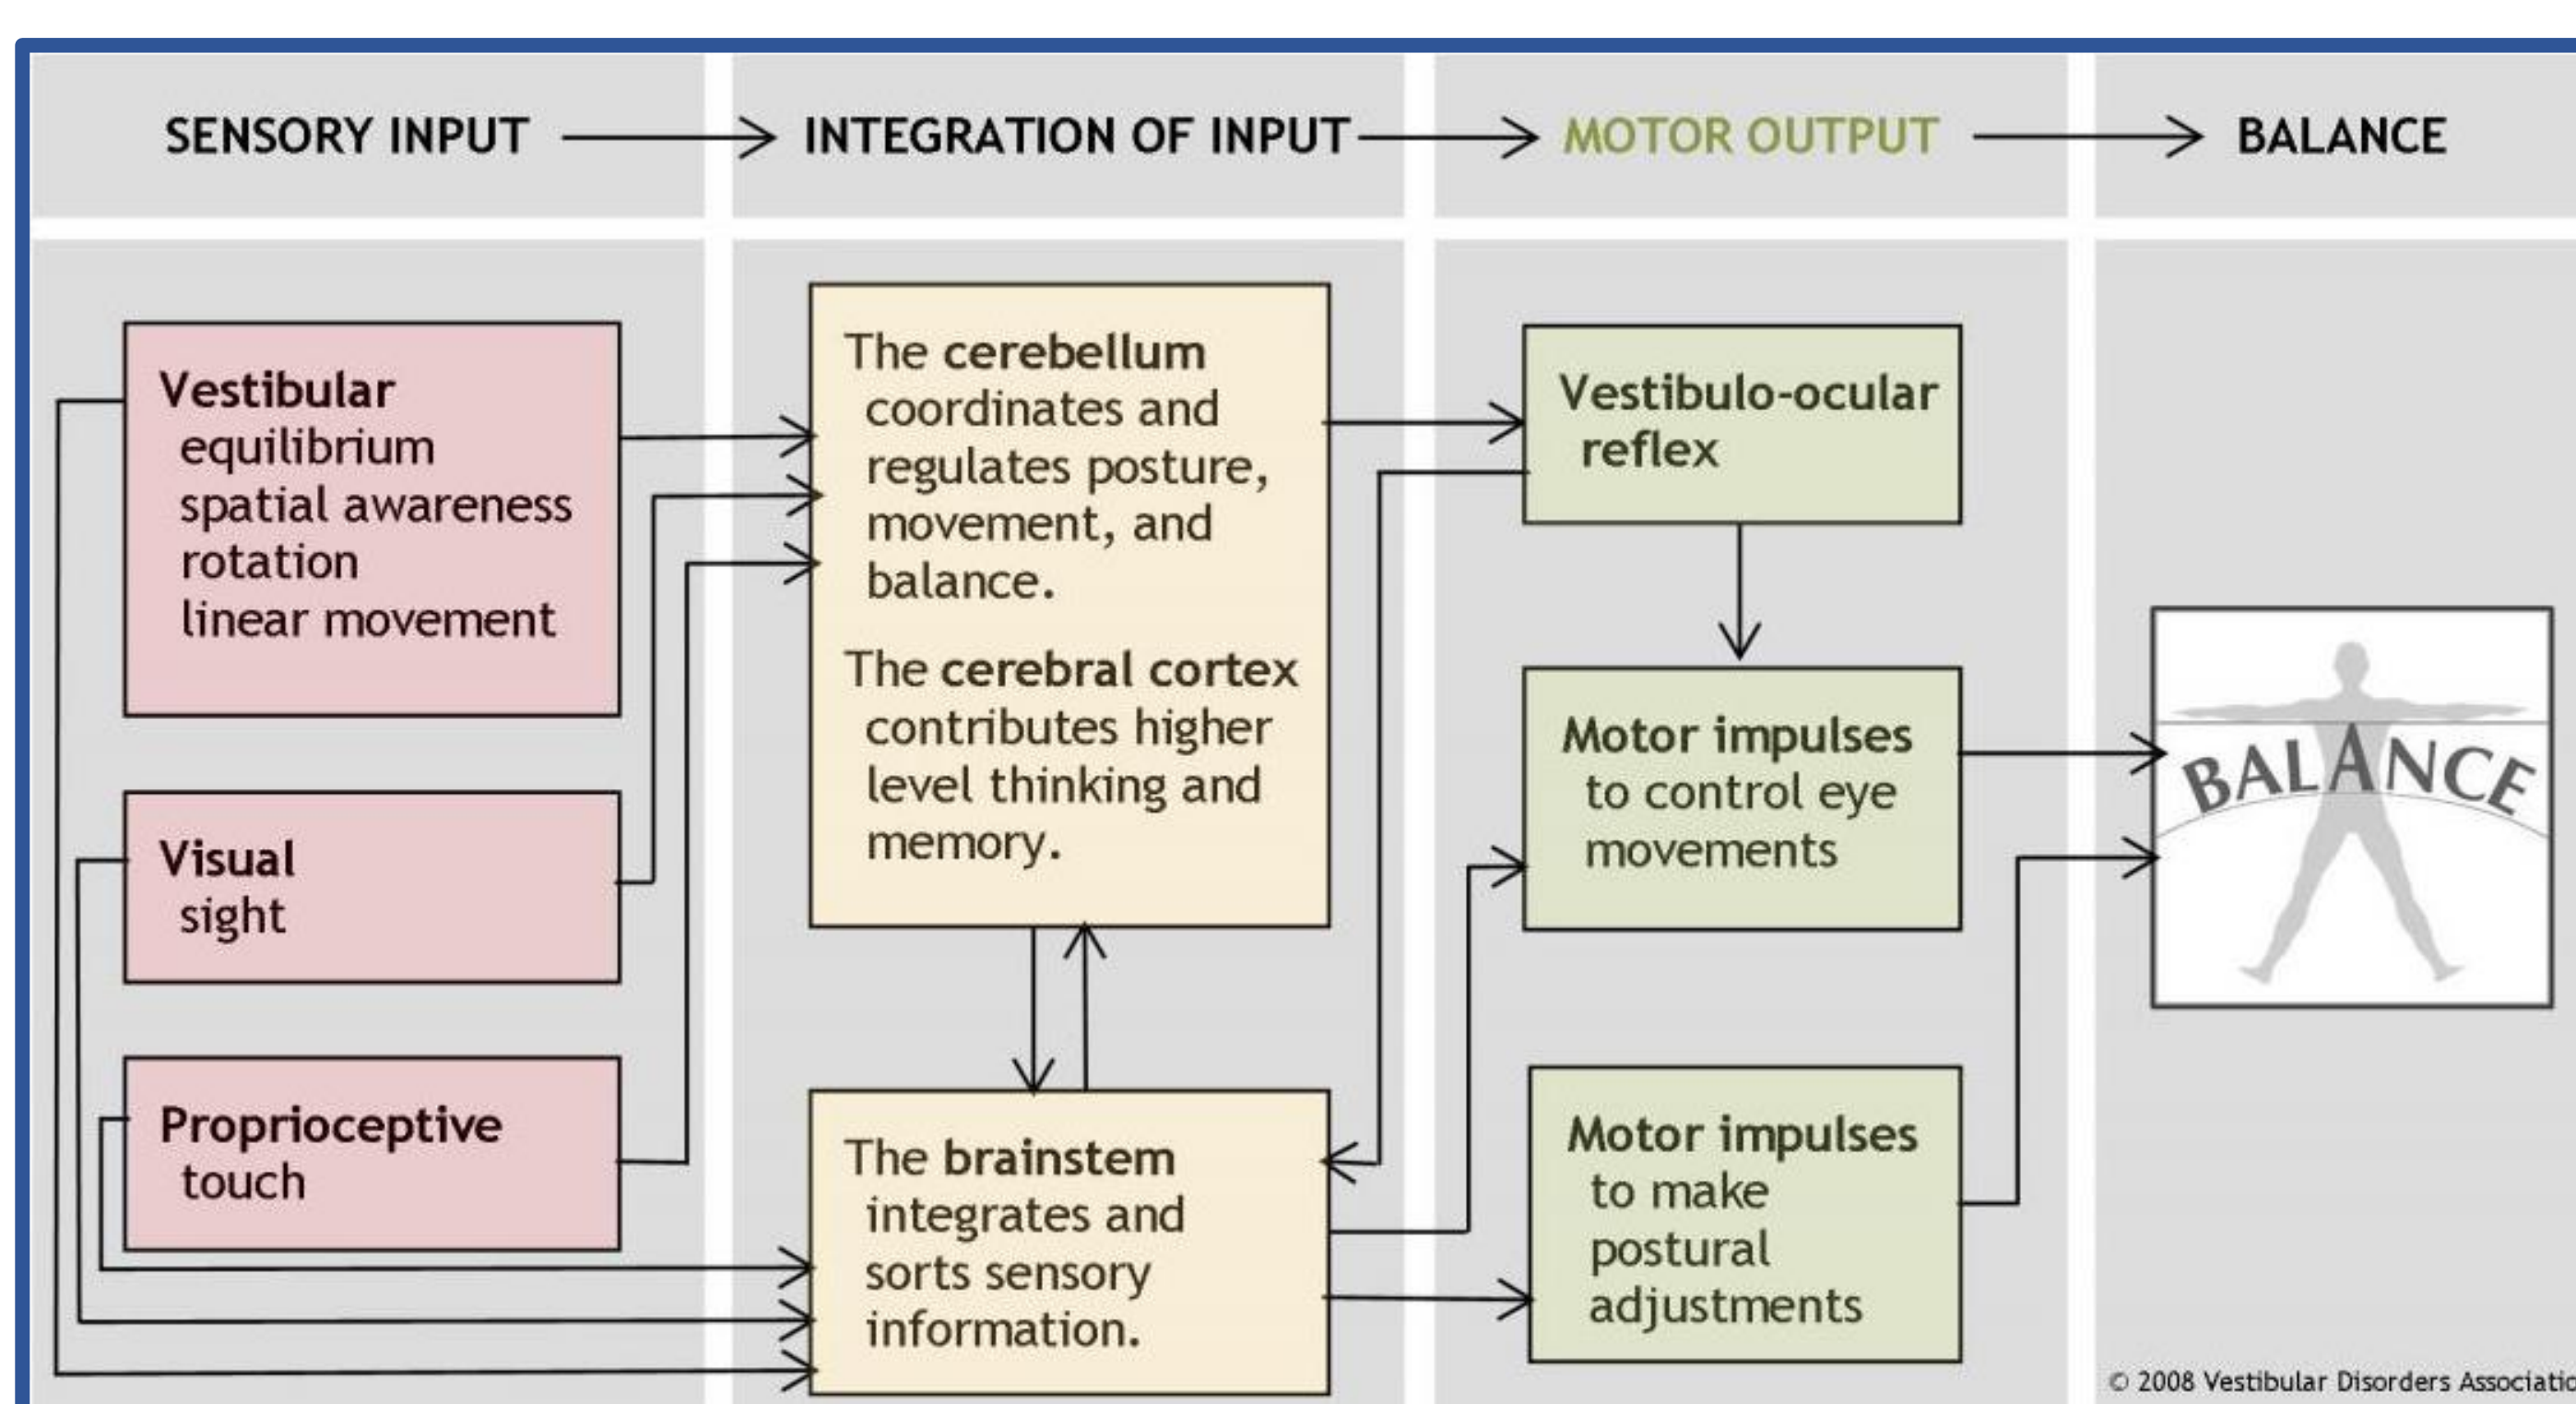 SENSORY INPUT
INTEGRATION OF INPUT
MOTOR OUTPUT
BALANCE
Vestibular
equilibrium
spatial awareness
rotation
linear movement
Visual
sight
Proprioceptive
touch
The cerebellum
coordinates and
regulates posture,
movement, and
balance.
The cerebral cortex
contributes higher
level thinking and
memory.
The brainstem
integrates and
sorts sensory
information.
Vestibulo-ocular
reflex
Motor impulses
to control eye
movements
Motor impulses
to make
postural
adjustments
BALANCE
© 2008 Vestibular Disorders Associatio